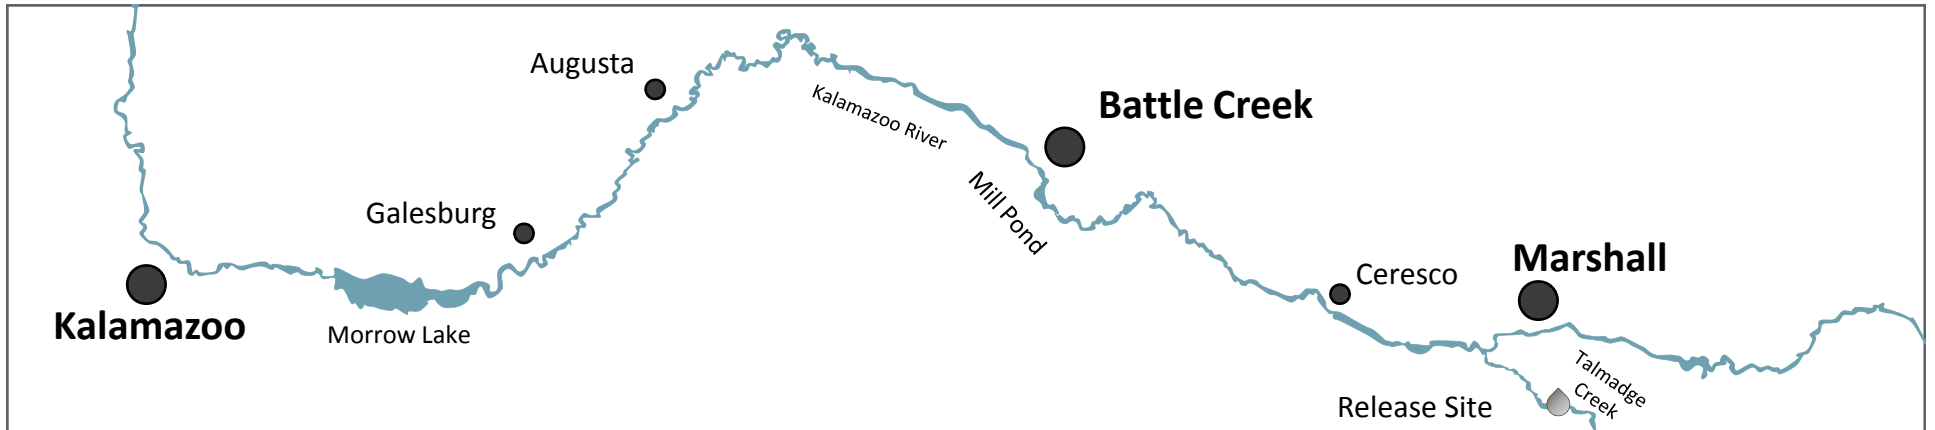 Augusta
Kalamazoo River
Battle Creek
Mill Pond
Galesburg
Kalamazoo
Morrow Lake
Ceresco
Marshall
Talmadge
Creek
Release Site